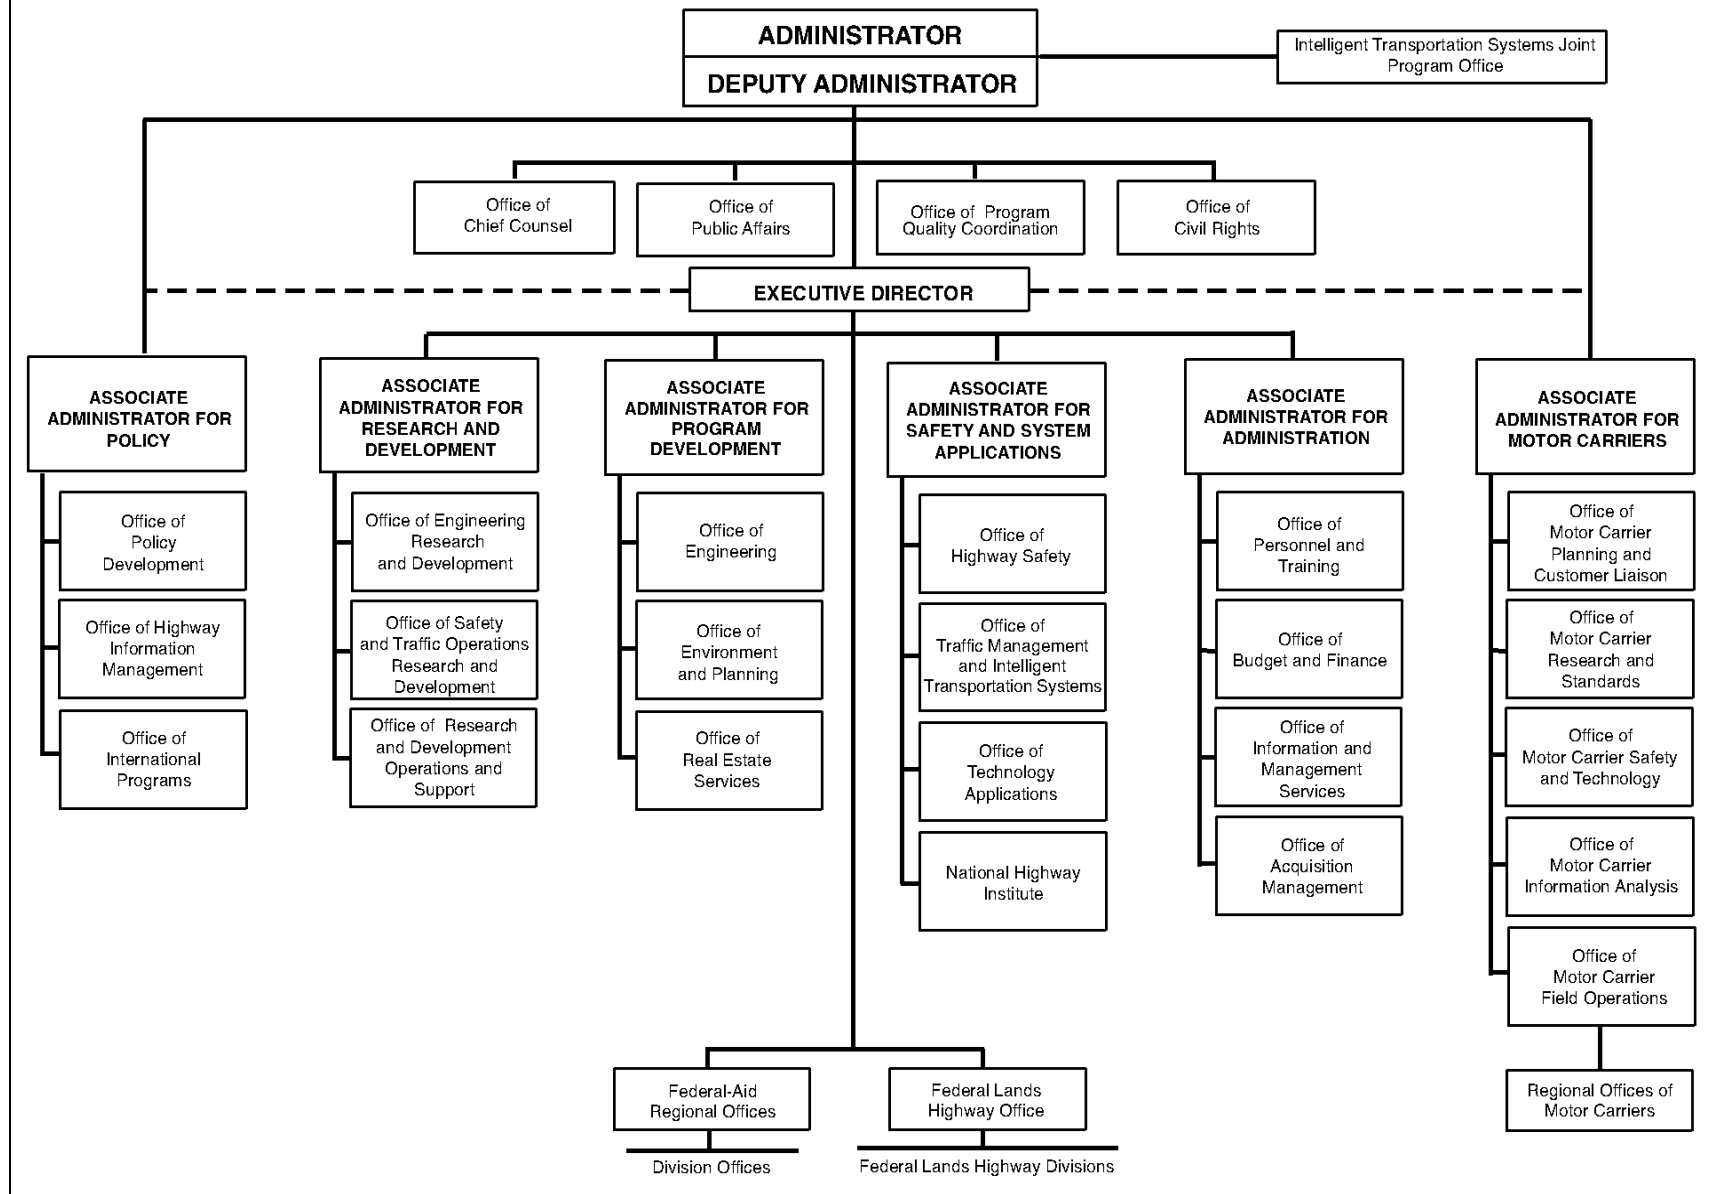 ADMINISTRATOR
DEPUTY ADMINISTRATOR
Intelligent Transportation Systems Joint
Program Office
Office of
Chief Counsel
Office of
Public Affairs
Office of Program
Quality Coordination
Office of
Civil Rights
EXECUTIVE DIRECTOR
ASSOCIATE
ADMINISTRATOR FOR
POLICY
Office of
Policy
Development
Office of Highway
Information
Management
Office of
International
Programs
ASSOCIATE
ADMINISTRATOR FOR
RESEARCH AND
DEVELOPMENT
Office of Engineering
Research
and Development
Office of Safety
and Traffic Operations
Research and
Development
Office of Research
and Development
Operations and
Support
ASSOCIATE
ADMINISTRATOR FOR
PROGRAM
DEVELOPMENT
Office of
Engineering
Office of
Environment
and Planning
Office of
Real Estate
Services
ASSOCIATE
ADMINISTRATOR FOR
SAFETY AND SYSTEM
APPLICATIONS
Office of
Highway Safety
Office of
Traffic Management
and Intelligent
Transportation Systems
Office of
Technology
Applications
National Highway
Institute
ASSOCIATE
ADMINISTRATOR FOR
ADMINISTRATION
Office of
Personnel and
Training
Office of
Budget and Finance
Office of
Information and
Management
Services
Office of
Acquisition
Management
ASSOCIATE
ADMINISTRATOR FOR
MOTOR CARRIERS
Office of
Motor Carrier
Planning and
Customer Liaison
Office of
Motor Carrier
Research and
Standards
Office of
Motor Carrier Safety
and Technology
Office of
Motor Carrier
Information Analysis
Office of
Motor Carrier
Field Operations
Regional Offices of
Motor Carriers
Federal-Aid
Regional Offices
Division Offices
Federal Lands
Highway Office
Federal Lands Highway Divisions